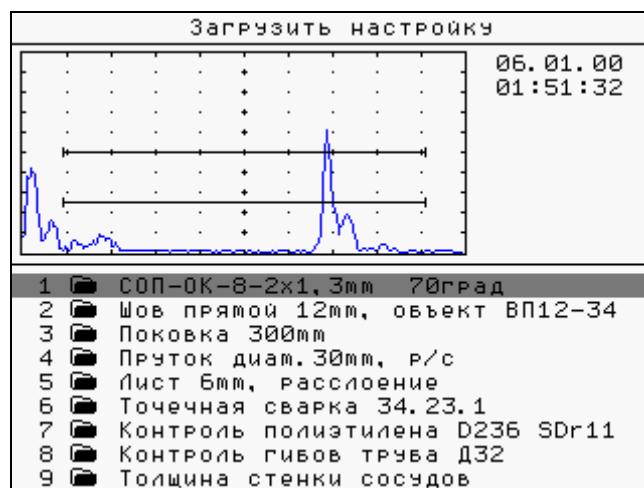 Загрузить настройку
06.01.00
01:51:32
1 СОП-ОК-8-2х1,3mm 70град
2 Шов прямой 12mm, объект ВП12-34
3 Поковка 300mm
4 Пруток диам.30mm, р/с
5 Лист 6mm, расслоение
6 Точечная сварка 34.23.1
7 Контроль полиэтилена D236 SDr11
8 Контроль гибов труба Д32
9 Толщина стенки сосудов